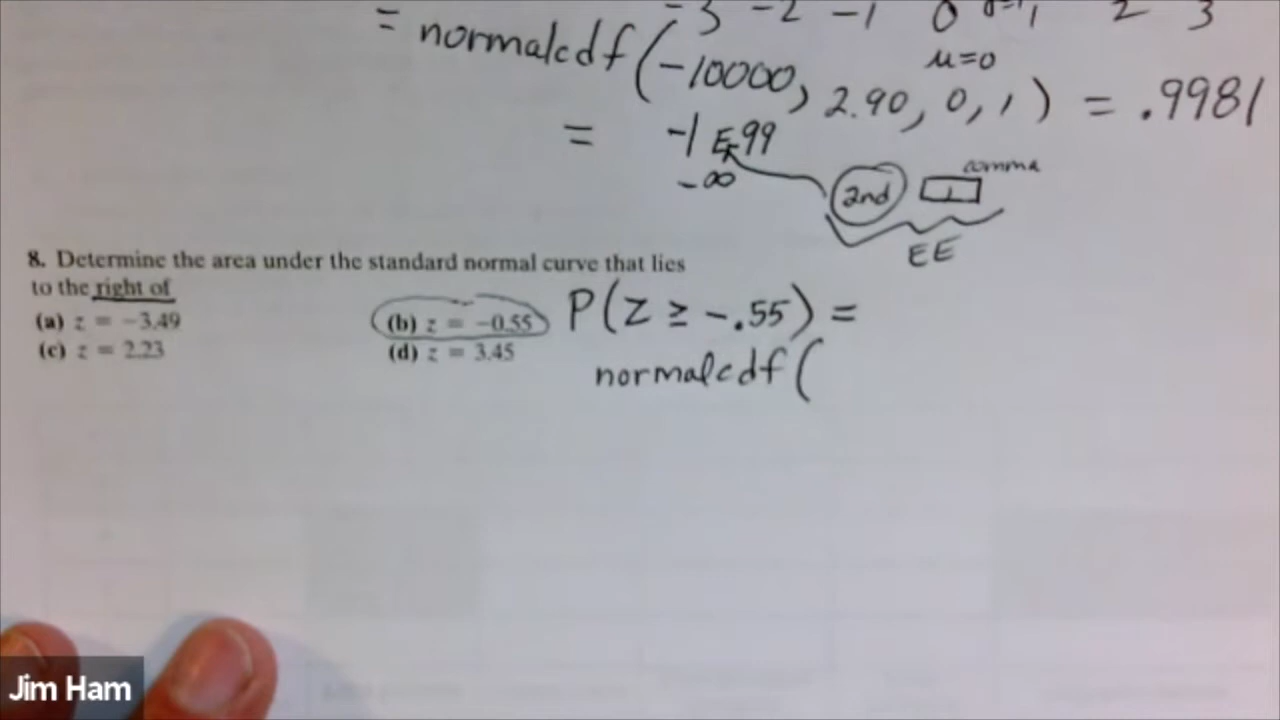 -3 -2 -1 0 σ=1 2 3
μ=0
= normalcdf(-10000, 2.90, 0, 1) = .9981
= -1E99
-∞
2nd , comma
EE
8. Determine the area under the standard normal curve that lies
to the right of
(a) z = -3.49 (b) z = -0.55 P(Z ≥ -.55) =
(c) z = 2.23 (d) z = 3.45
normalcdf(
Jim Ham